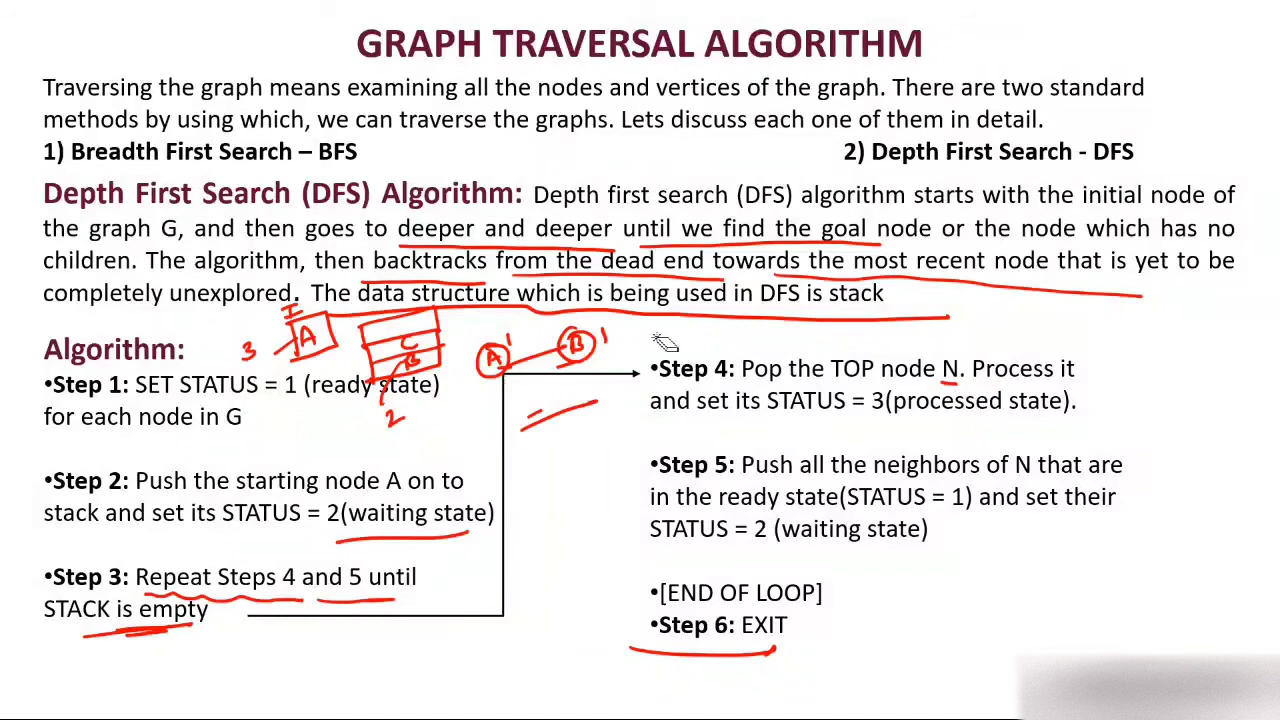 GRAPH TRAVERSAL ALGORITHM
Traversing the graph means examining all the nodes and vertices of the graph. There are two standard
methods by using which, we can traverse the graphs. Lets discuss each one of them in detail.
1) Breadth First Search – BFS 2) Depth First Search - DFS
Depth First Search (DFS) Algorithm: Depth first search (DFS) algorithm starts with the initial node of
the graph G, and then goes to deeper and deeper until we find the goal node or the node which has no
children. The algorithm, then backtracks from the dead end towards the most recent node that is yet to be
completely unexplored. The data structure which is being used in DFS is stack
I
A
3
C
B
2
A 1
B 1
Algorithm:
•Step 1: SET STATUS = 1 (ready state)
for each node in G
•Step 2: Push the starting node A on to
stack and set its STATUS = 2(waiting state)
•Step 3: Repeat Steps 4 and 5 until
STACK is empty
•Step 4: Pop the TOP node N. Process it
and set its STATUS = 3(processed state).
•Step 5: Push all the neighbors of N that are
in the ready state(STATUS = 1) and set their
STATUS = 2 (waiting state)
•[END OF LOOP]
•Step 6: EXIT